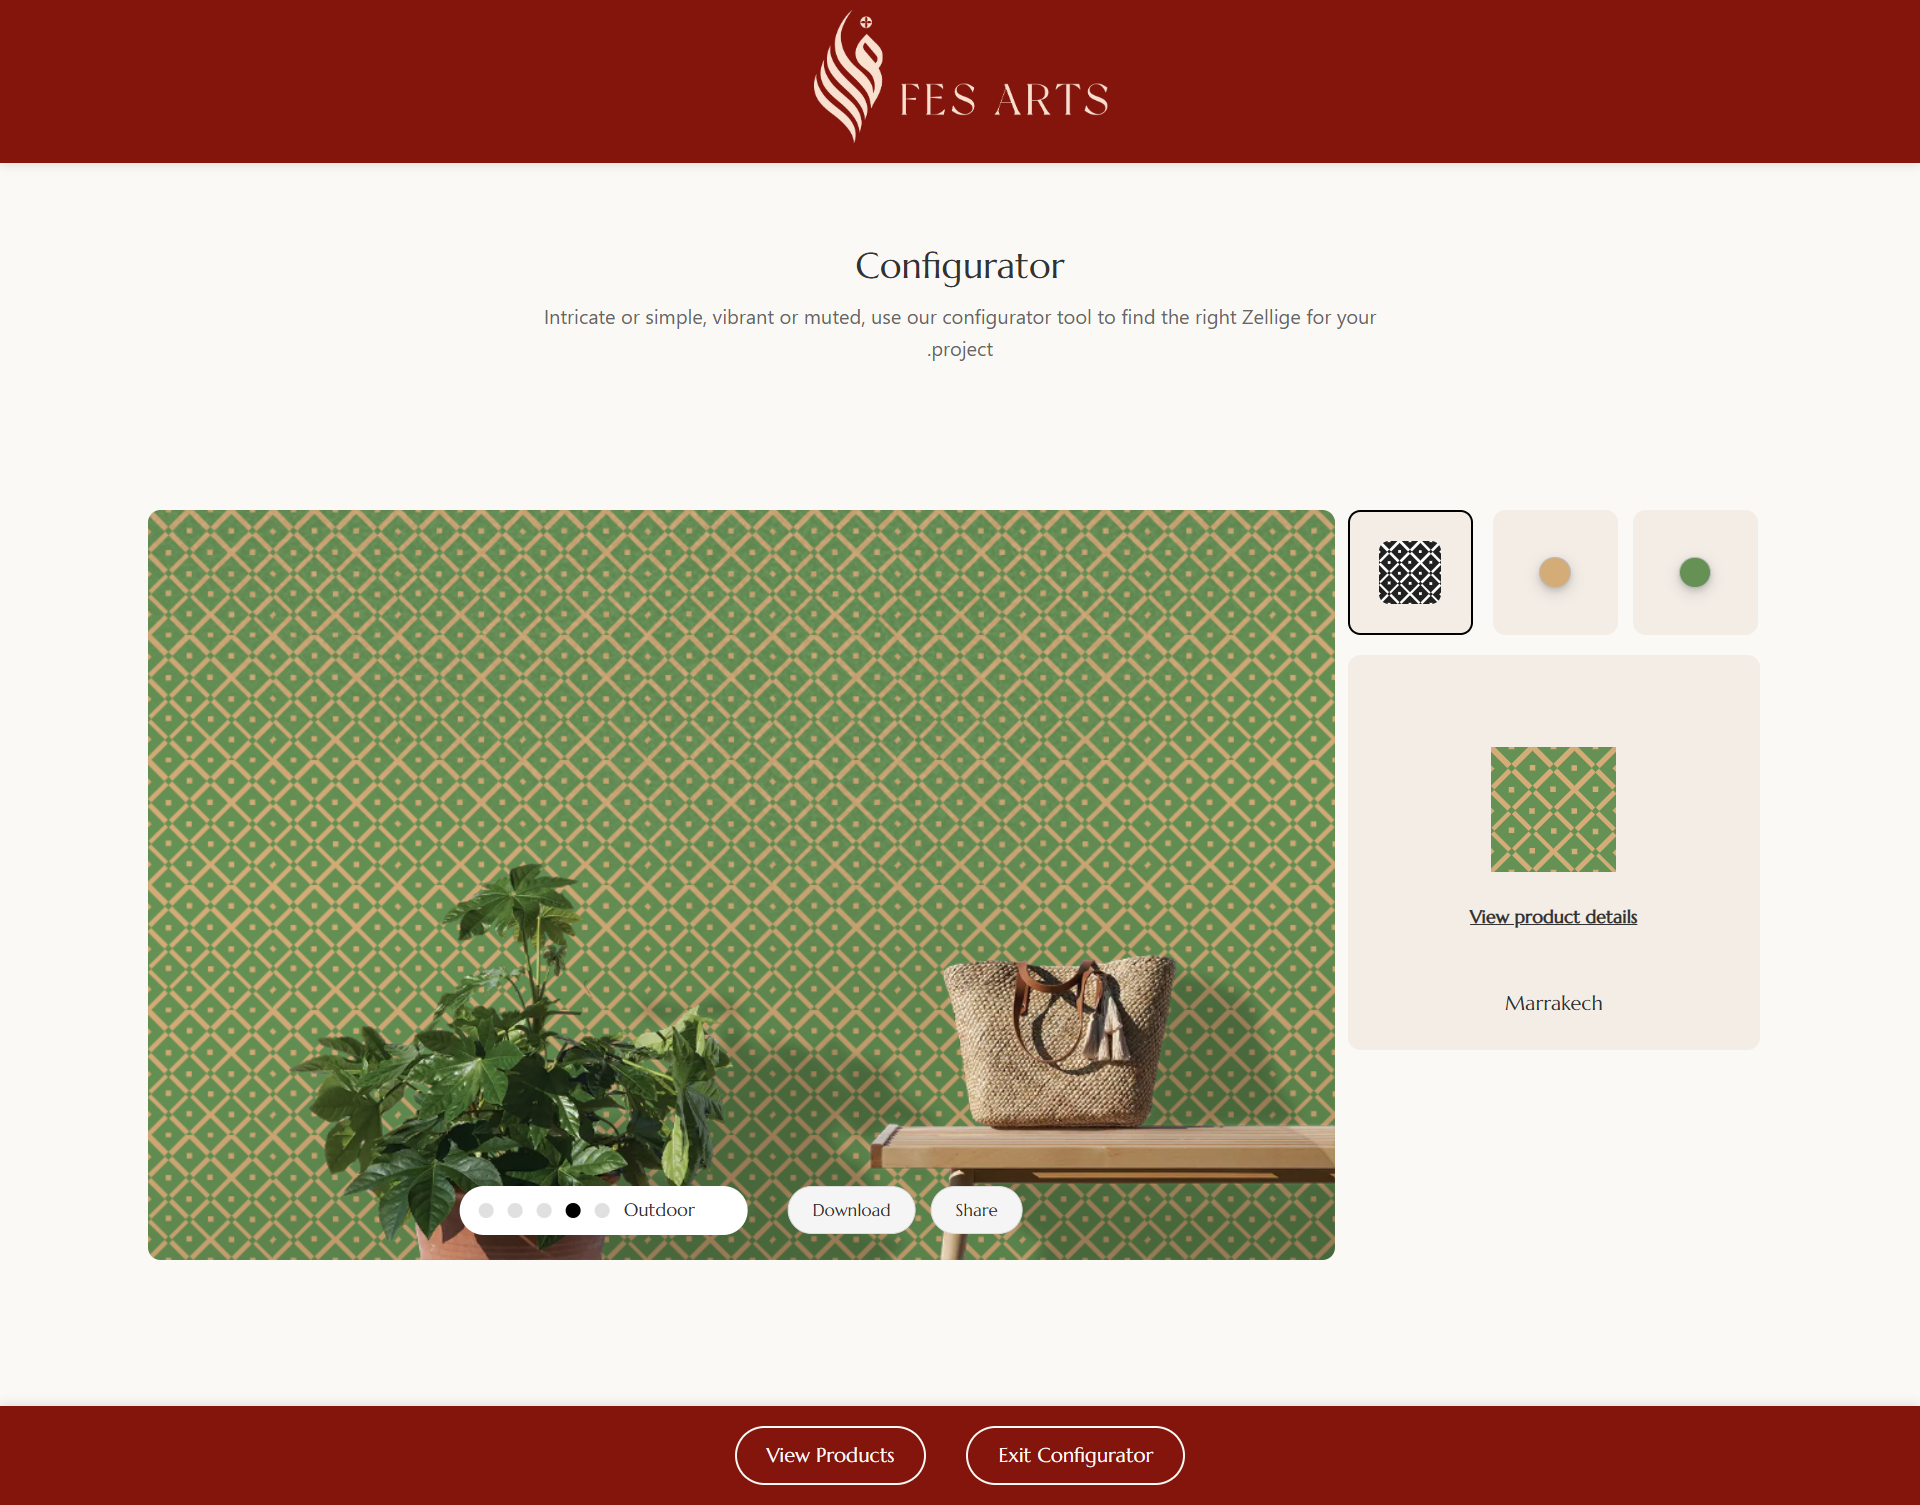 FES ARTS
Configurator
Intricate or simple, vibrant or muted, use our configurator tool to find the right Zellige for your
.project
View product details
Marrakech
Outdoor
Download
Share
View Products
Exit Configurator